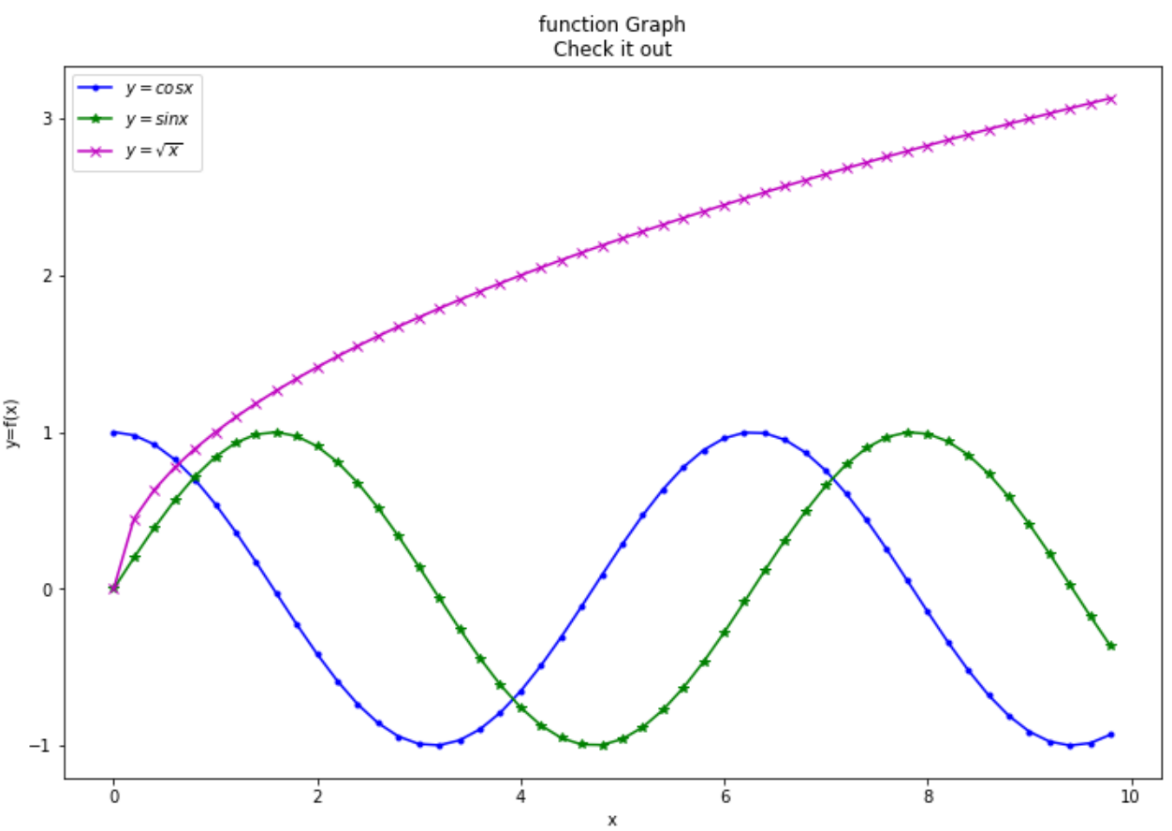 function Graph
Check it out
y = cosx
y = sinx
y = √x
3
2
1
0
−1
y=f(x)
0 2 4 6 8 10
x